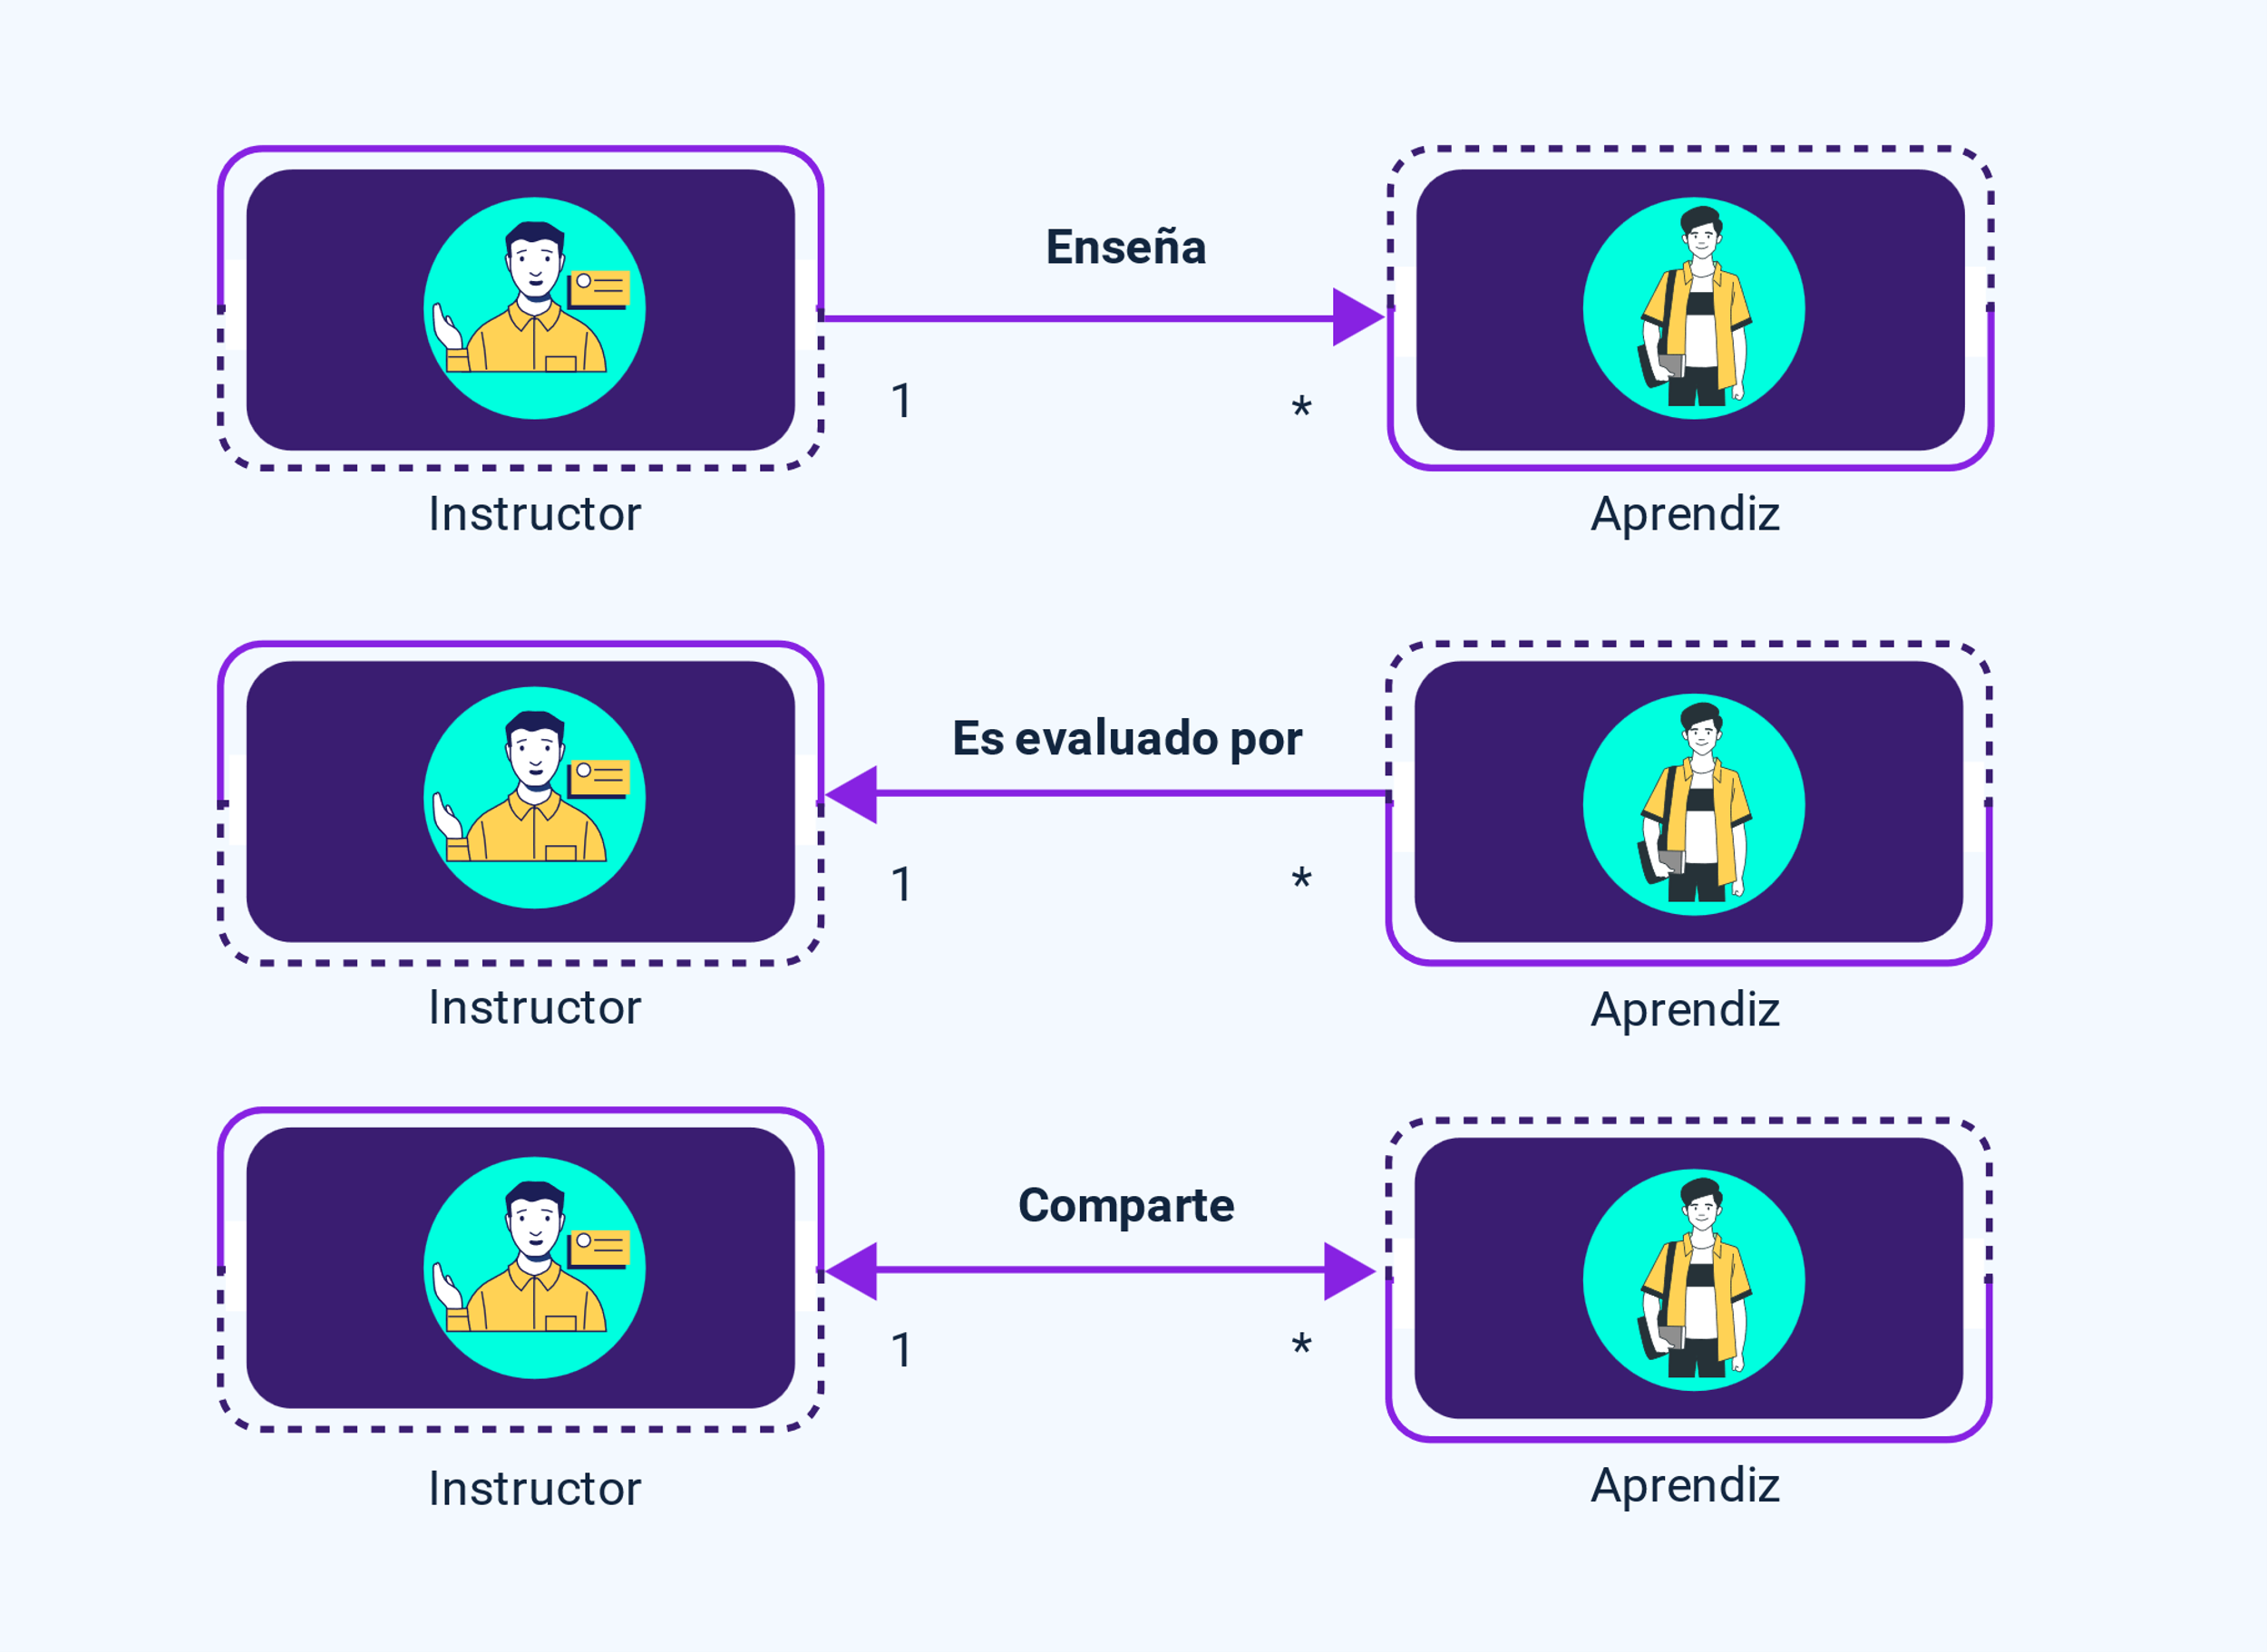 Enseña
1 *
Instructor Aprendiz
Es evaluado por
1 *
Instructor Aprendiz
Comparte
1 *
Instructor Aprendiz